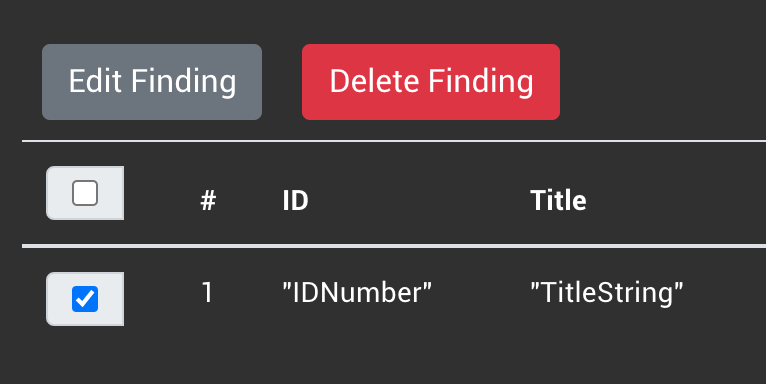 Edit Finding Delete Finding
# ID Title
1 "IDNumber" "TitleString"